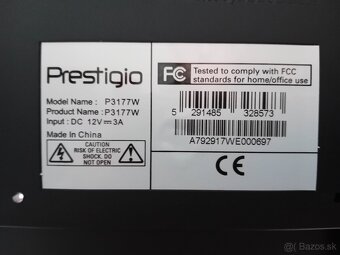 Prestigio
Model Name : P3177W
Product Name : P3177W
Input : DC 12V⎓3A
Made In China
CAUTION
RISK OF ELECTRIC
SHOCK. DO NOT
OPEN
FC
Tested to comply with FCC
standards for home/office use
5 291485 328573
A792917WE000697
CE
Bazos.sk